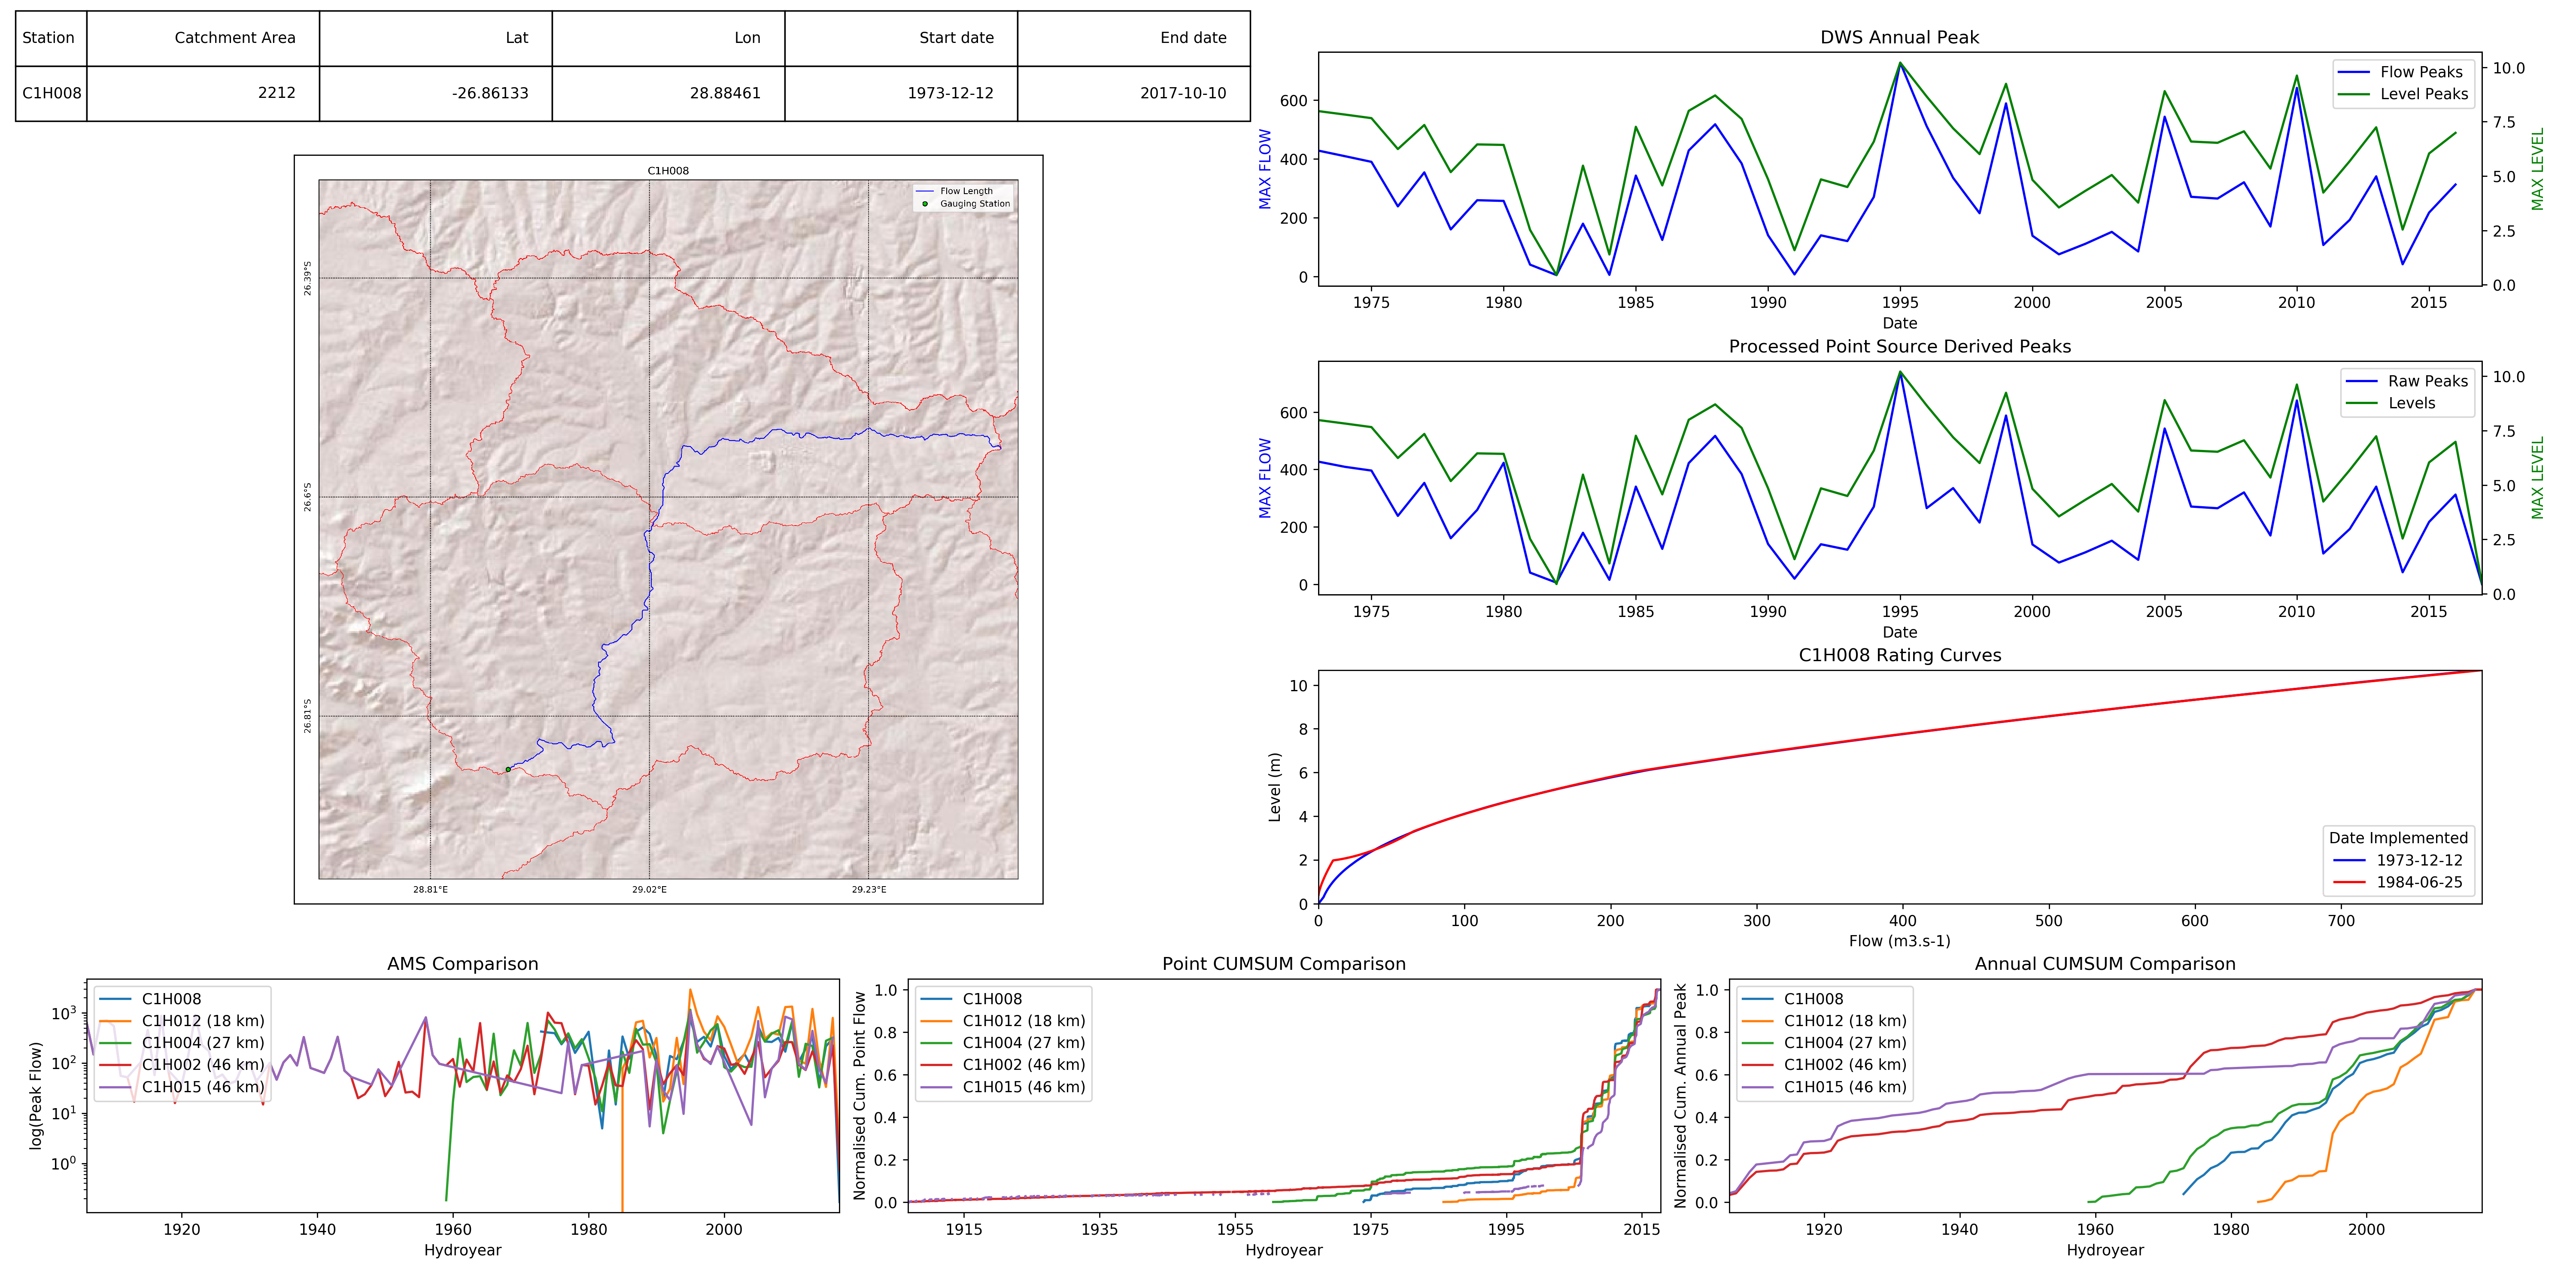 Station Catchment Area Lat Lon Start date End date
C1H008 2212 -26.86133 28.88461 1973-12-12 2017-10-10
C1H008
Flow Length
Gauging Station
26.39°S
26.6°S
26.81°S
28.81°E 29.02°E 29.23°E
DWS Annual Peak
Flow Peaks
Level Peaks
MAX FLOW
600
400
200
0
MAX LEVEL
10.0
7.5
5.0
2.5
0.0
1975 1980 1985 1990 1995 2000 2005 2010 2015
Date
Processed Point Source Derived Peaks
Raw Peaks
Levels
MAX FLOW
600
400
200
0
MAX LEVEL
10.0
7.5
5.0
2.5
0.0
1975 1980 1985 1990 1995 2000 2005 2010 2015
Date
C1H008 Rating Curves
Level (m)
10
8
6
4
2
0
Date Implemented
1973-12-12
1984-06-25
0 100 200 300 400 500 600 700
Flow (m3.s-1)
AMS Comparison
C1H008
C1H012 (18 km)
C1H004 (27 km)
C1H002 (46 km)
C1H015 (46 km)
log(Peak Flow)
10³
10²
10¹
10⁰
1920 1940 1960 1980 2000
Hydroyear
Point CUMSUM Comparison
C1H008
C1H012 (18 km)
C1H004 (27 km)
C1H002 (46 km)
C1H015 (46 km)
Normalised Cum. Point Flow
1.0
0.8
0.6
0.4
0.2
0.0
1915 1935 1955 1975 1995 2015
Hydroyear
Annual CUMSUM Comparison
C1H008
C1H012 (18 km)
C1H004 (27 km)
C1H002 (46 km)
C1H015 (46 km)
Normalised Cum. Annual Peak
1.0
0.8
0.6
0.4
0.2
0.0
1920 1940 1960 1980 2000
Hydroyear